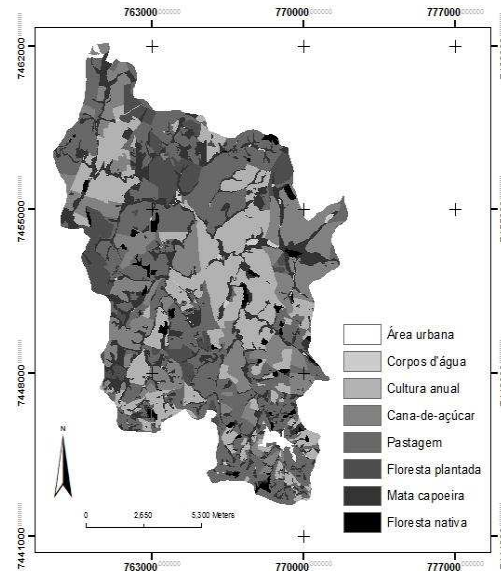 763000 770000 777000
7462000
7455000
7448000
7441000
Área urbana
Corpos d'água
Cultura anual
Cana-de-açúcar
Pastagem
Floresta plantada
Mata capoeira
Floresta nativa
N
0 2,650 5,300 Meters
763000 770000 777000